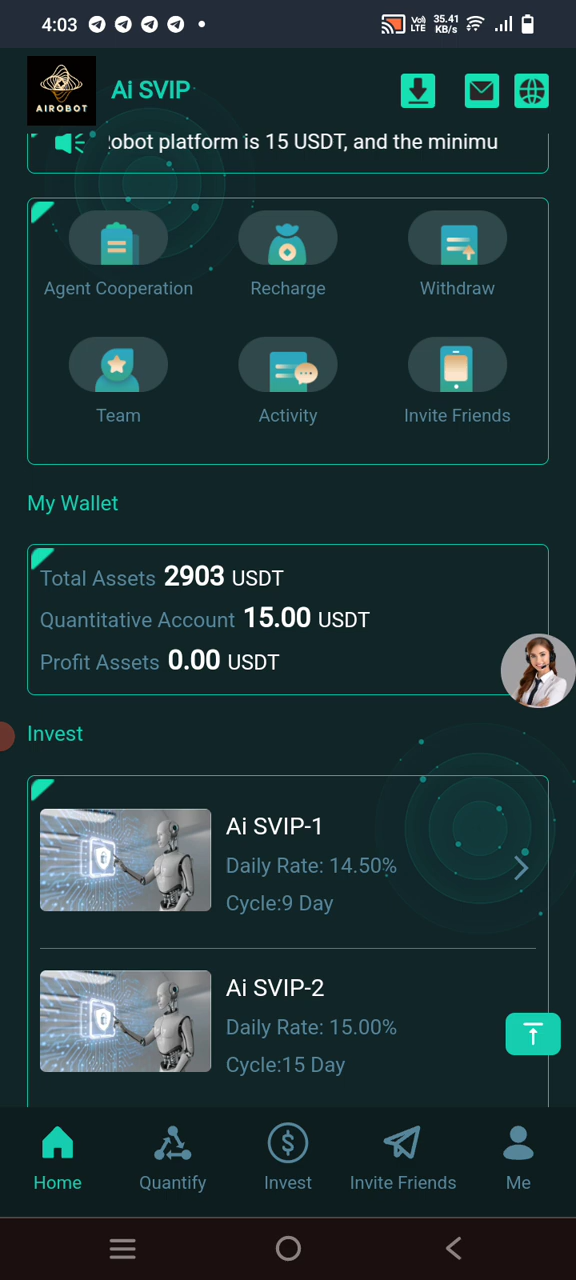 4:03
Vo)
LTE
35.41
KB/s
AIROBOT
Ai SVIP
Robot platform is 15 USDT, and the minimu
Agent Cooperation
Recharge
Withdraw
Team
Activity
Invite Friends
My Wallet
Total Assets 2903 USDT
Quantitative Account 15.00 USDT
Profit Assets 0.00 USDT
Invest
Ai SVIP-1
Daily Rate: 14.50%
Cycle:9 Day
Ai SVIP-2
Daily Rate: 15.00%
Cycle:15 Day
Home
Quantify
Invest
Invite Friends
Me